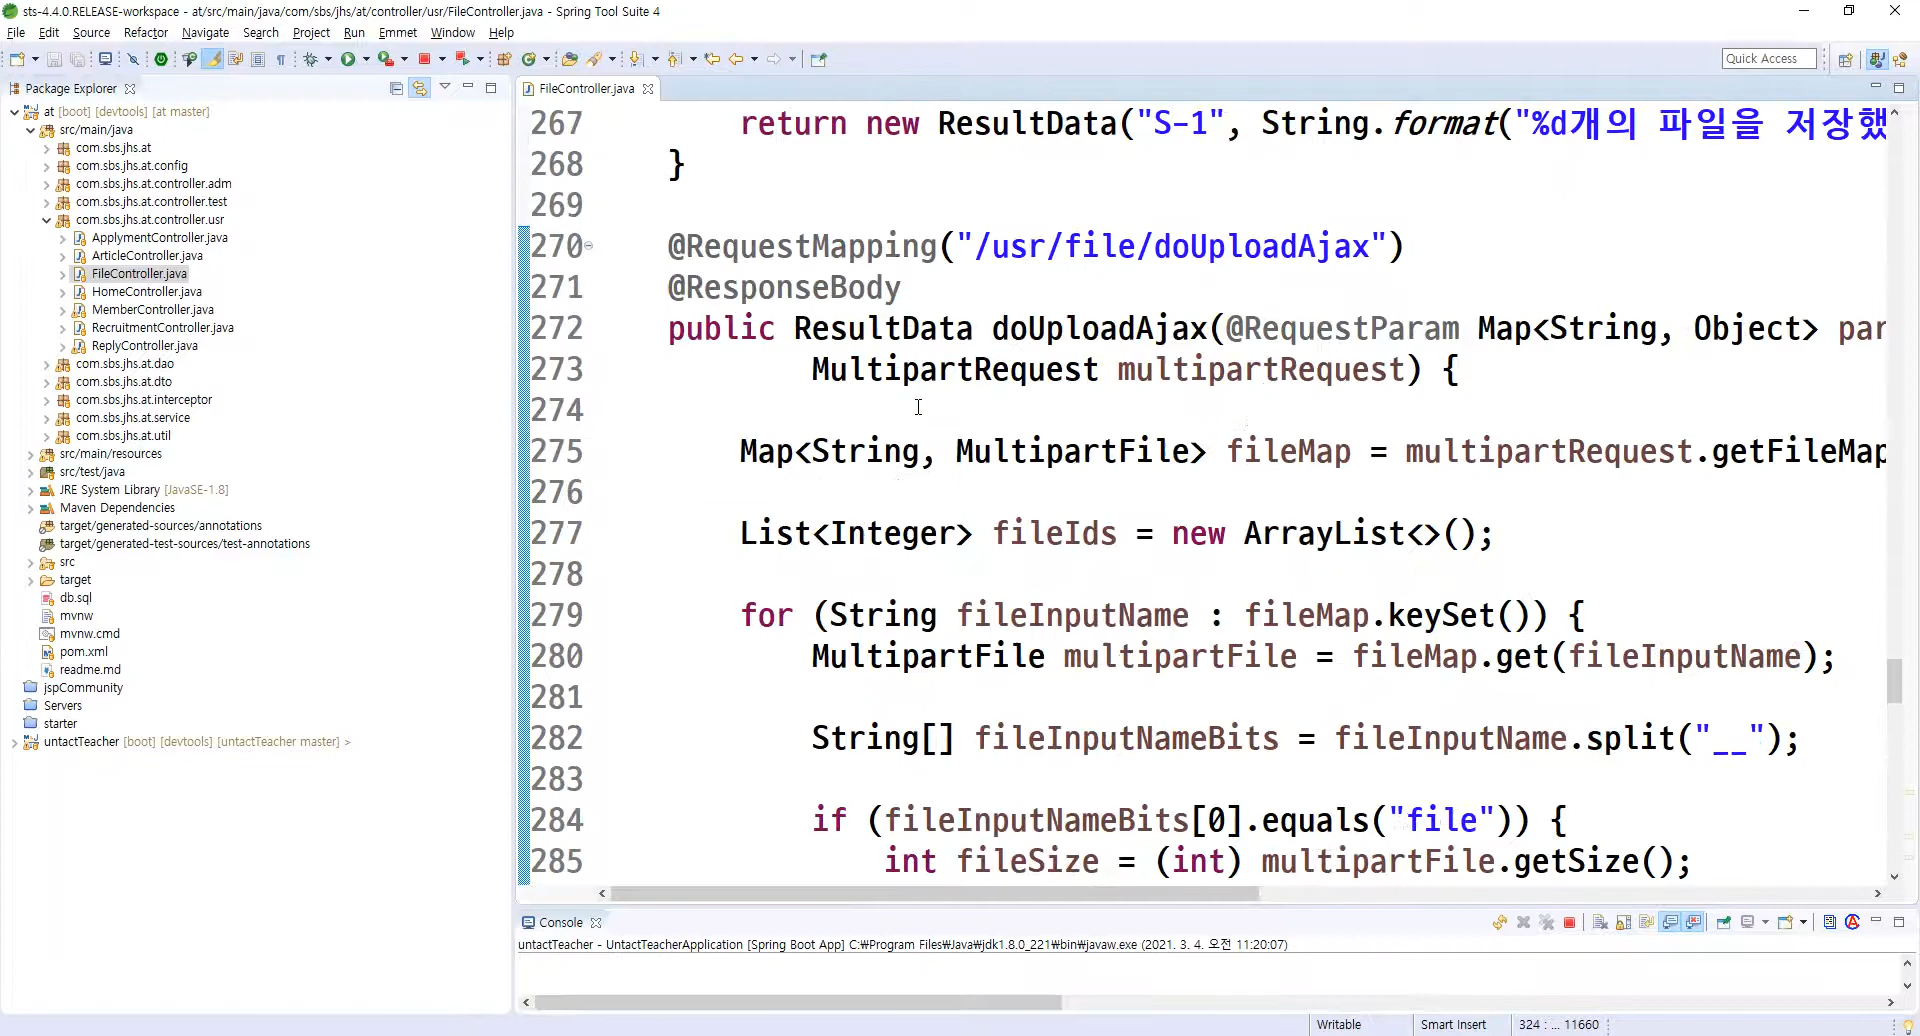 sts-4.4.0.RELEASE-workspace - at/src/main/java/com/sbs/jhs/at/controller/usr/FileController.java - Spring Tool Suite 4
File Edit Source Refactor Navigate Search Project Run Emmet Window Help
Quick Access
Package Explorer
at [boot] [devtools] [at master]
src/main/java
com.sbs.jhs.at
com.sbs.jhs.at.config
com.sbs.jhs.at.controller.adm
com.sbs.jhs.at.controller.test
com.sbs.jhs.at.controller.usr
ApplymentController.java
ArticleController.java
FileController.java
HomeController.java
MemberController.java
RecruitmentController.java
ReplyController.java
com.sbs.jhs.at.dao
com.sbs.jhs.at.dto
com.sbs.jhs.at.interceptor
com.sbs.jhs.at.service
com.sbs.jhs.at.util
src/main/resources
src/test/java
JRE System Library [JavaSE-1.8]
Maven Dependencies
target/generated-sources/annotations
target/generated-test-sources/test-annotations
src
target
db.sql
mvnw
mvnw.cmd
pom.xml
readme.md
jspCommunity
Servers
starter
untactTeacher [boot] [devtools] [untactTeacher master] >
FileController.java
267 return new ResultData("S-1", String.format("%d개의 파일을 저장했
268 }
269
270 @RequestMapping("/usr/file/doUploadAjax")
271 @ResponseBody
272 public ResultData doUploadAjax(@RequestParam Map<String, Object> par
273 MultipartRequest multipartRequest) {
274
275 Map<String, MultipartFile> fileMap = multipartRequest.getFileMap
276
277 List<Integer> fileIds = new ArrayList<>();
278
279 for (String fileInputName : fileMap.keySet()) {
280 MultipartFile multipartFile = fileMap.get(fileInputName);
281
282 String[] fileInputNameBits = fileInputName.split("__");
283
284 if (fileInputNameBits[0].equals("file")) {
285 int fileSize = (int) multipartFile.getSize();
Console
untactTeacher - UntactTeacherApplication [Spring Boot App] C:₩Program Files₩Java₩jdk1.8.0_221₩bin₩javaw.exe (2021. 3. 4. 오전 11:20:07)
Writable Smart Insert 324 : ... 11660